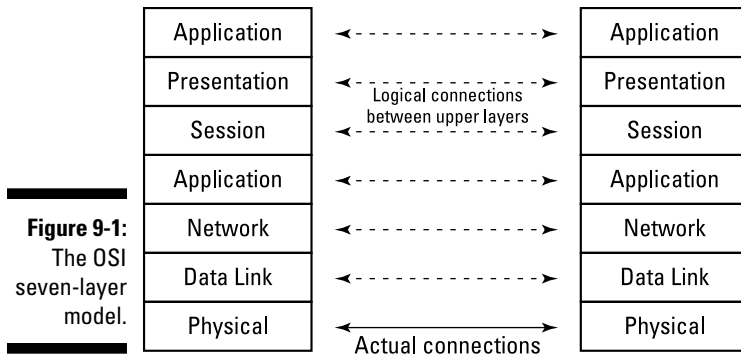 Application
Presentation
Session
Application
Network
Data Link
Physical
Logical connections
between upper layers
Actual connections
Application
Presentation
Session
Application
Network
Data Link
Physical
Figure 9-1:
The OSI
seven-layer
model.